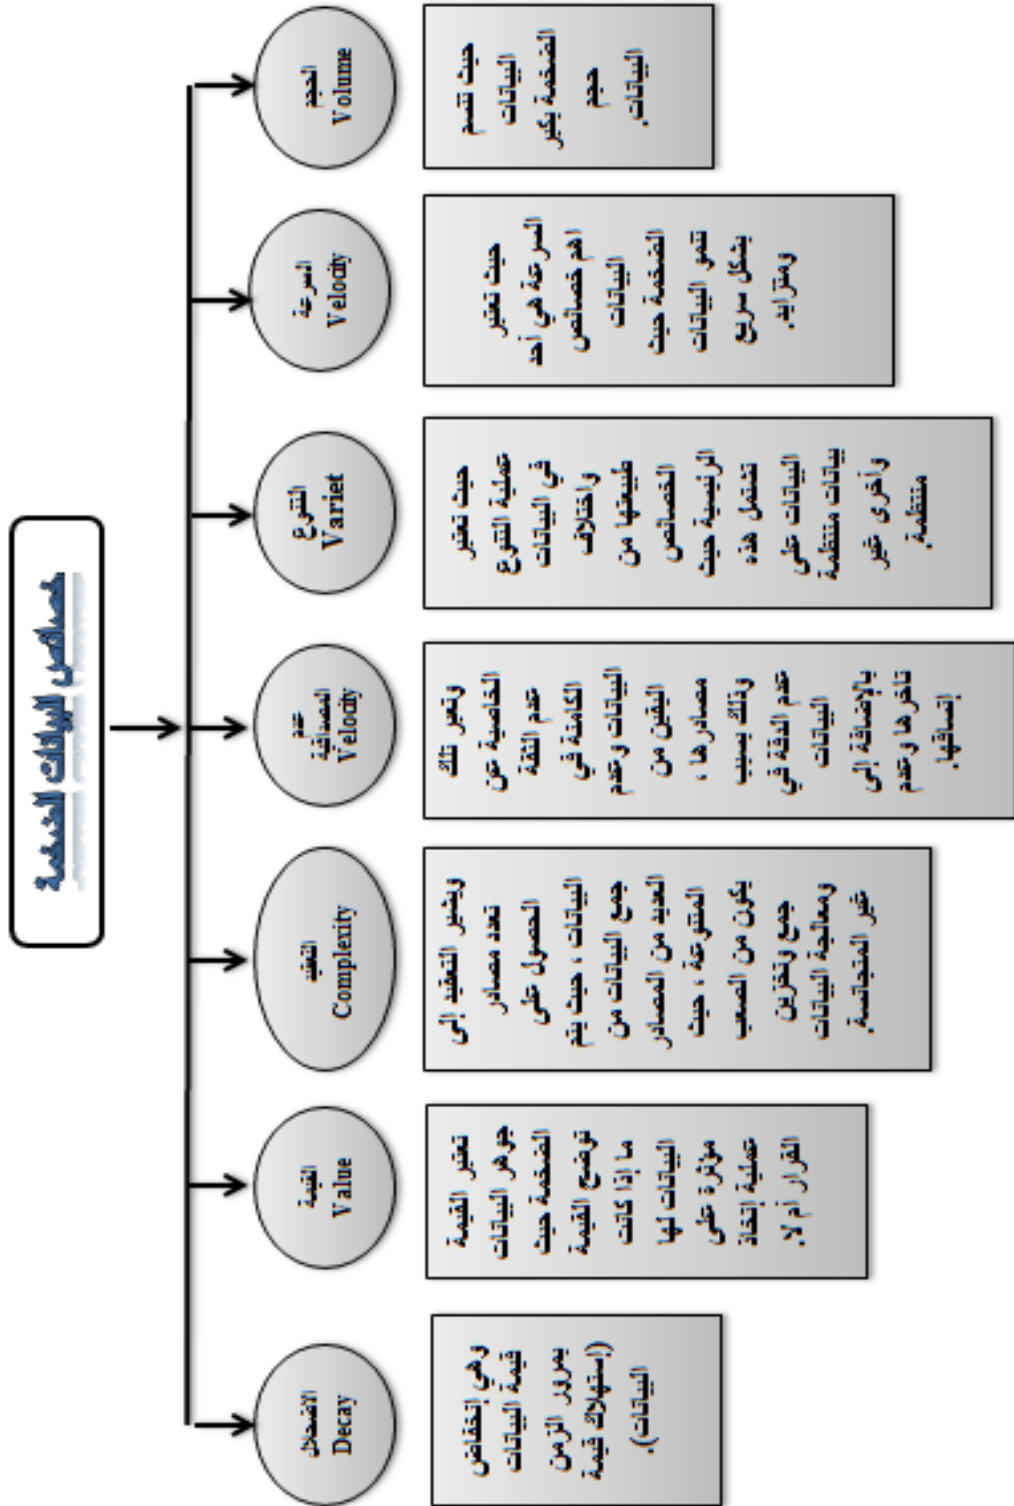 خصائص البيانات الضخمة
الحجم
Volume
حيث تتسم
البيانات
الضخمة بكبر
حجم
البيانات.
السرعة
Velocity
حيث تعتبر
السرعة هي أحد
اهم خصائص
البيانات
الضخمة حيث
تنمو البيانات
بشكل سريع
ومتزايد.
التنوع
Variet
حيث تعتبر
عملية التنوع
في البيانات
واختلاف
طبيعتها من
الخصائص
الرئيسية حيث
تشتمل هذه
البيانات على
بيانات منتظمة
وأخرى غير
منتظمة.
عدم
المصداقية
Velocity
وتعبر تلك
الخاصية عن
عدم الثقة
الكامنة في
البيانات وعدم
اليقين من
مصادرها ،
وذلك بسبب
عدم الدقة في
البيانات
بالإضافة إلى
تاخرها وعدم
إتساقها.
التعقيد
Complexity
ويشير التعقيد إلى
تعدد مصادر
الحصول على
البيانات ، حيث يتم
جمع البيانات من
العديد من المصادر
المتنوعة ، حيث
يكون من الصعب
جمع وتخزين
ومعالجة البيانات
غير المتجانسة.
القيمة
Value
تعتبر القيمة
جوهر البيانات
الضخمة حيث
توضح القيمة
ما إذا كانت
البيانات لها
مؤثرة على
عملية إتخاذ
القرار أم لا.
الاضمحلال
Decay
وهي إنخفاض
قيمة البيانات
بمرور الزمن
(إستهلاك قيمة
البيانات).